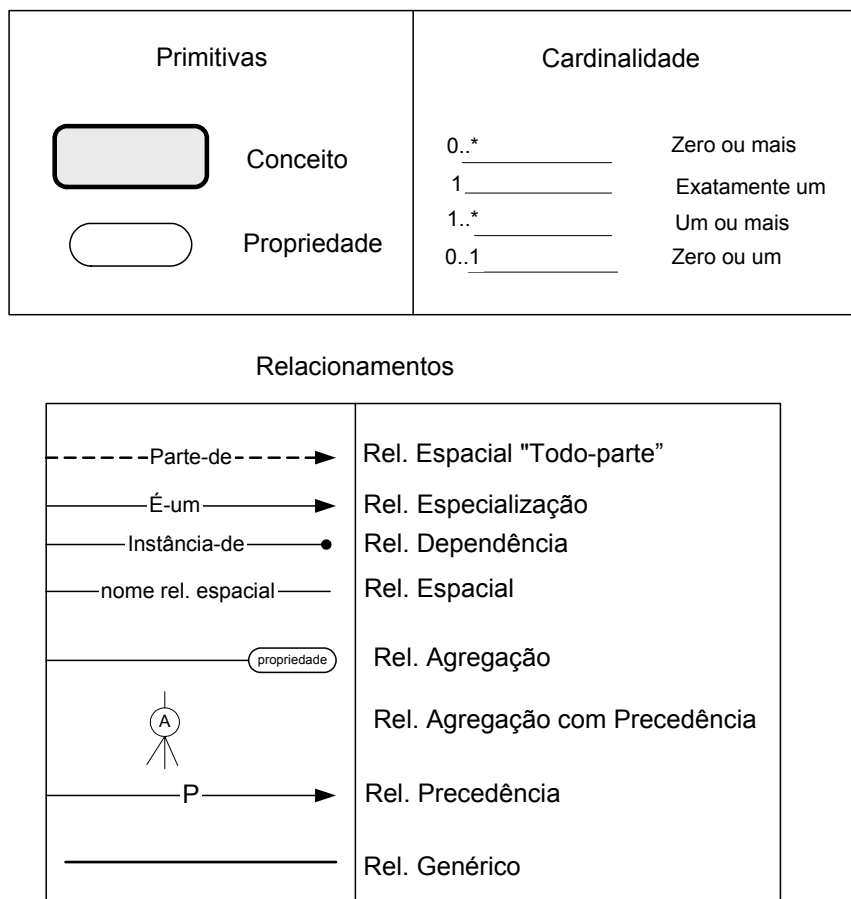 Primitivas
Conceito
Propriedade
Cardinalidade
0..* Zero ou mais
1 Exatamente um
1..* Um ou mais
0..1 Zero ou um
Relacionamentos
Parte-de Rel. Espacial "Todo-parte”
É-um Rel. Especialização
Instância-de Rel. Dependência
nome rel. espacial Rel. Espacial
propriedade Rel. Agregação
A Rel. Agregação com Precedência
P Rel. Precedência
Rel. Genérico